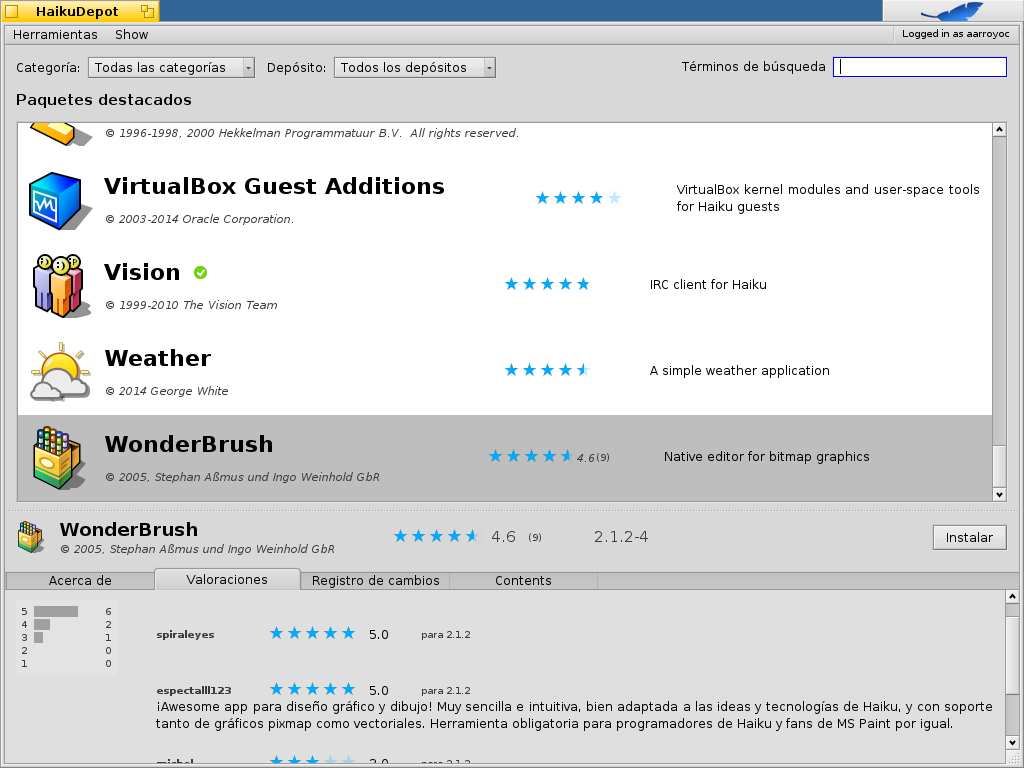 HaikuDepot
Herramientas Show
Logged in as aarroyoc
Categoría: Todas las categorías Depósito: Todos los depósitos Términos de búsqueda
Paquetes destacados
© 1996-1998, 2000 Hekkelman Programmatuur B.V. All rights reserved.
VirtualBox Guest Additions
© 2003-2014 Oracle Corporation.
VirtualBox kernel modules and user-space tools
for Haiku guests
Vision
© 1999-2010 The Vision Team
IRC client for Haiku
Weather
© 2014 George White
A simple weather application
WonderBrush
© 2005, Stephan Aßmus und Ingo Weinhold GbR
4.6 (9)
Native editor for bitmap graphics
WonderBrush
© 2005, Stephan Aßmus und Ingo Weinhold GbR
4.6 (9) 2.1.2-4
Instalar
Acerca de Valoraciones Registro de cambios Contents
5 6
4 2
3 1
2 0
1 0
spiraleyes 5.0 para 2.1.2
espectalll123 5.0 para 2.1.2
¡Awesome app para diseño gráfico y dibujo! Muy sencilla e intuitiva, bien adaptada a las ideas y tecnologías de Haiku, y con soporte
tanto de gráficos pixmap como vectoriales. Herramienta obligatoria para programadores de Haiku y fans de MS Paint por igual.